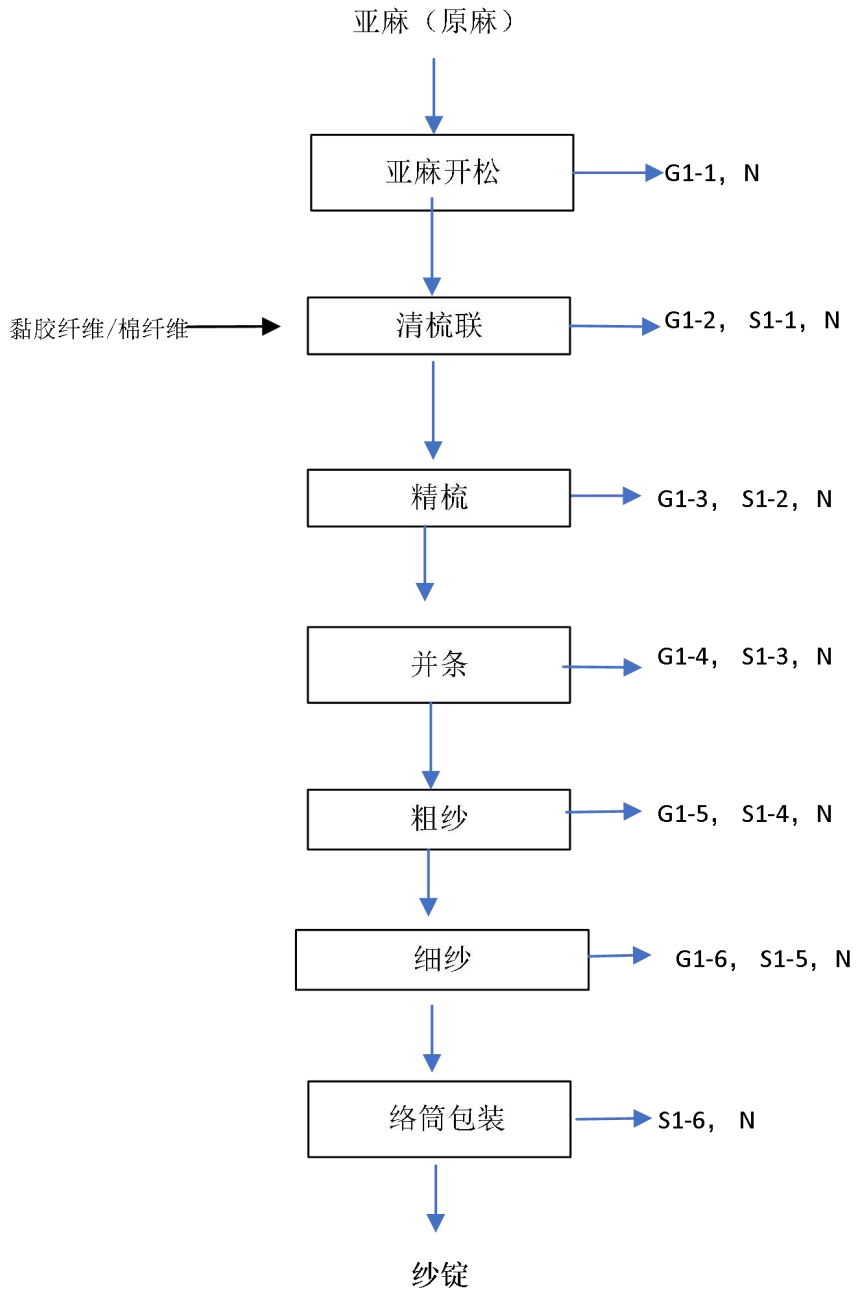 亚麻（原麻）
亚麻开松
G1-1，N
黏胶纤维/棉纤维
清梳联
G1-2， S1-1，N
精梳
G1-3， S1-2，N
并条
G1-4， S1-3，N
粗纱
G1-5， S1-4，N
细纱
G1-6， S1-5，N
络筒包装
S1-6， N
纱锭